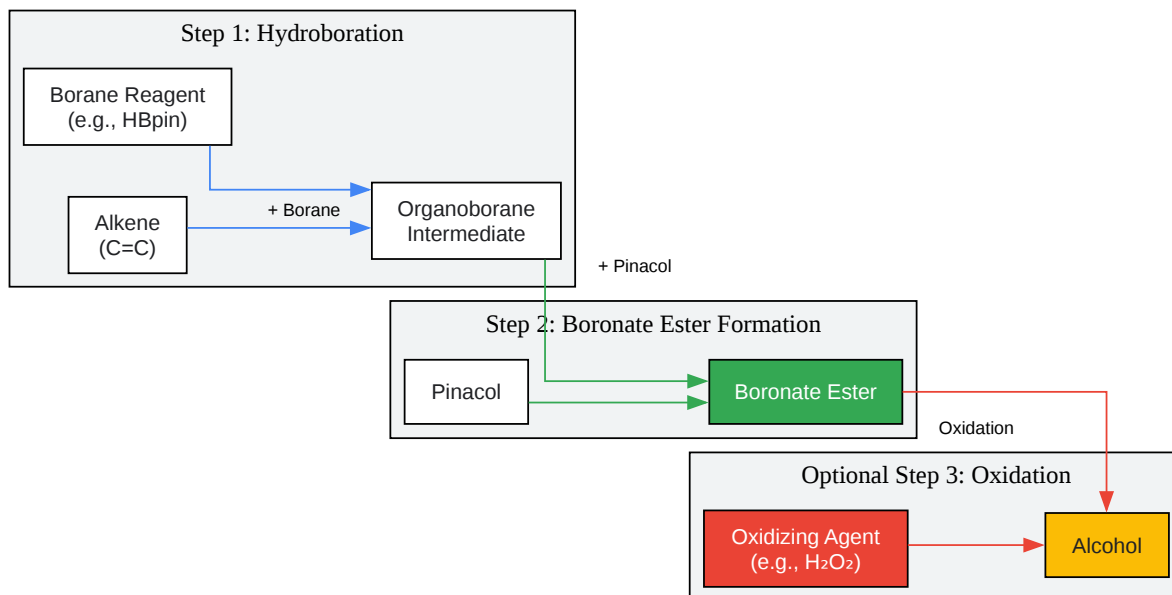 Step 1: Hydroboration
Borane Reagent
(e.g., HBpin)
+ Borane
Alkene
(C=C)
Organoborane
Intermediate
+ Pinacol
Step 2: Boronate Ester Formation
Pinacol
Boronate Ester
Oxidation
Optional Step 3: Oxidation
Oxidizing Agent
(e.g., H₂O₂)
Alcohol